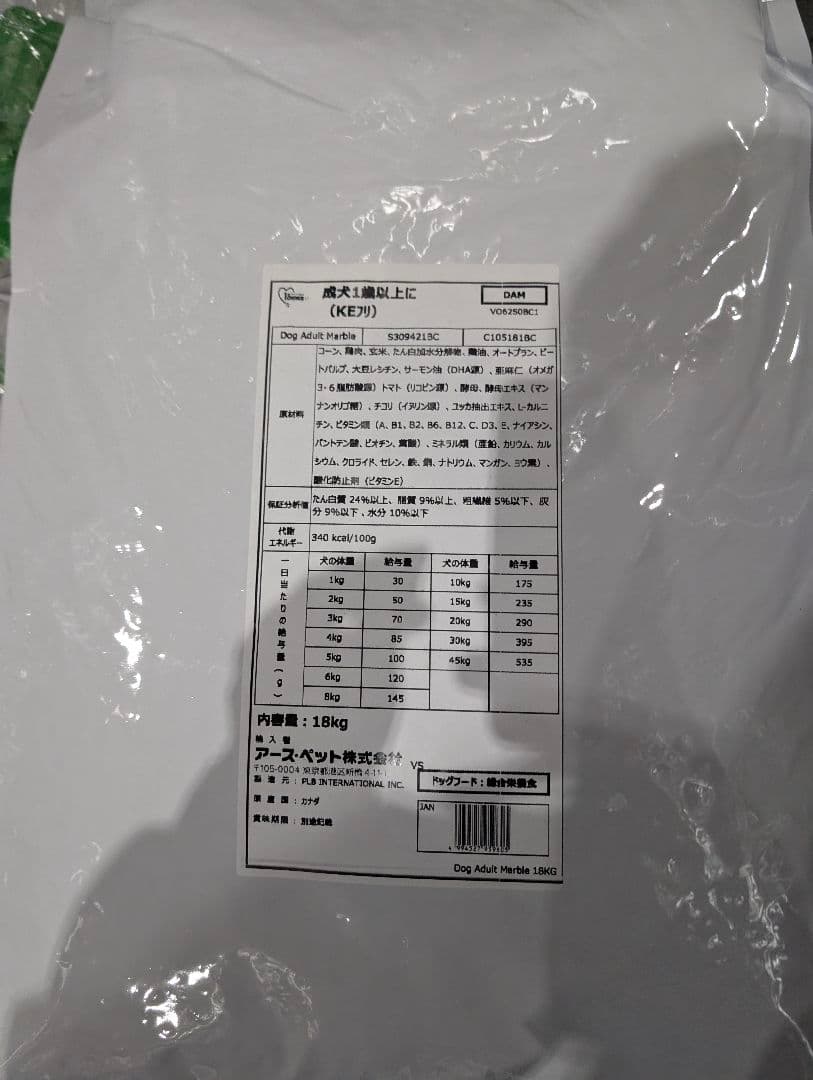 成犬1歳以上に
(KEフリ)
DAM
VO6250BC1
Dog Adult Marble
S309421BC
C105181BC
原材料
コーン、鶏肉、玄米、たん白加水分解物、鶏油、オートブラン、ビー
トパルプ、大豆レシチン、サーモン油（DHA源）、亜麻仁（オメガ
3・6脂肪酸源）トマト（リコピン源）、酵母、酵母エキス（マン
ナンオリゴ糖）、チコリ（イヌリン源）、ユッカ抽出エキス、L-カルニ
チン、ビタミン類（A、B1、B2、B6、B12、C、D3、E、ナイアシン、
パントテン酸、ビオチン、葉酸）、ミネラル類（亜鉛、カリウム、カル
シウム、クロライド、セレン、鉄、銅、ナトリウム、マンガン、ヨウ素）、
酸化防止剤（ビタミンE）
保証分析値
たん白質 24%以上、脂質 9%以上、粗繊維 5%以下、灰
分 9%以下、水分 10%以下
代謝
エネルギー
340 kcal/100g
一日当たりの給与量(g)
犬の体重 給与量 犬の体重 給与量
1kg 30 10kg 175
2kg 50 15kg 235
3kg 70 20kg 290
4kg 85 30kg 395
5kg 100 45kg 535
6kg 120
8kg 145
内容量：18kg
輸入者
アース・ペット株式会社
VS
〒105-0004 東京都港区新橋4-11-1
製造元：PLB INTERNATIONAL INC.
ドッグフード：総合栄養食
原産国：カナダ
JAN
賞味期限：別途記載
Dog Adult Marble 18KG